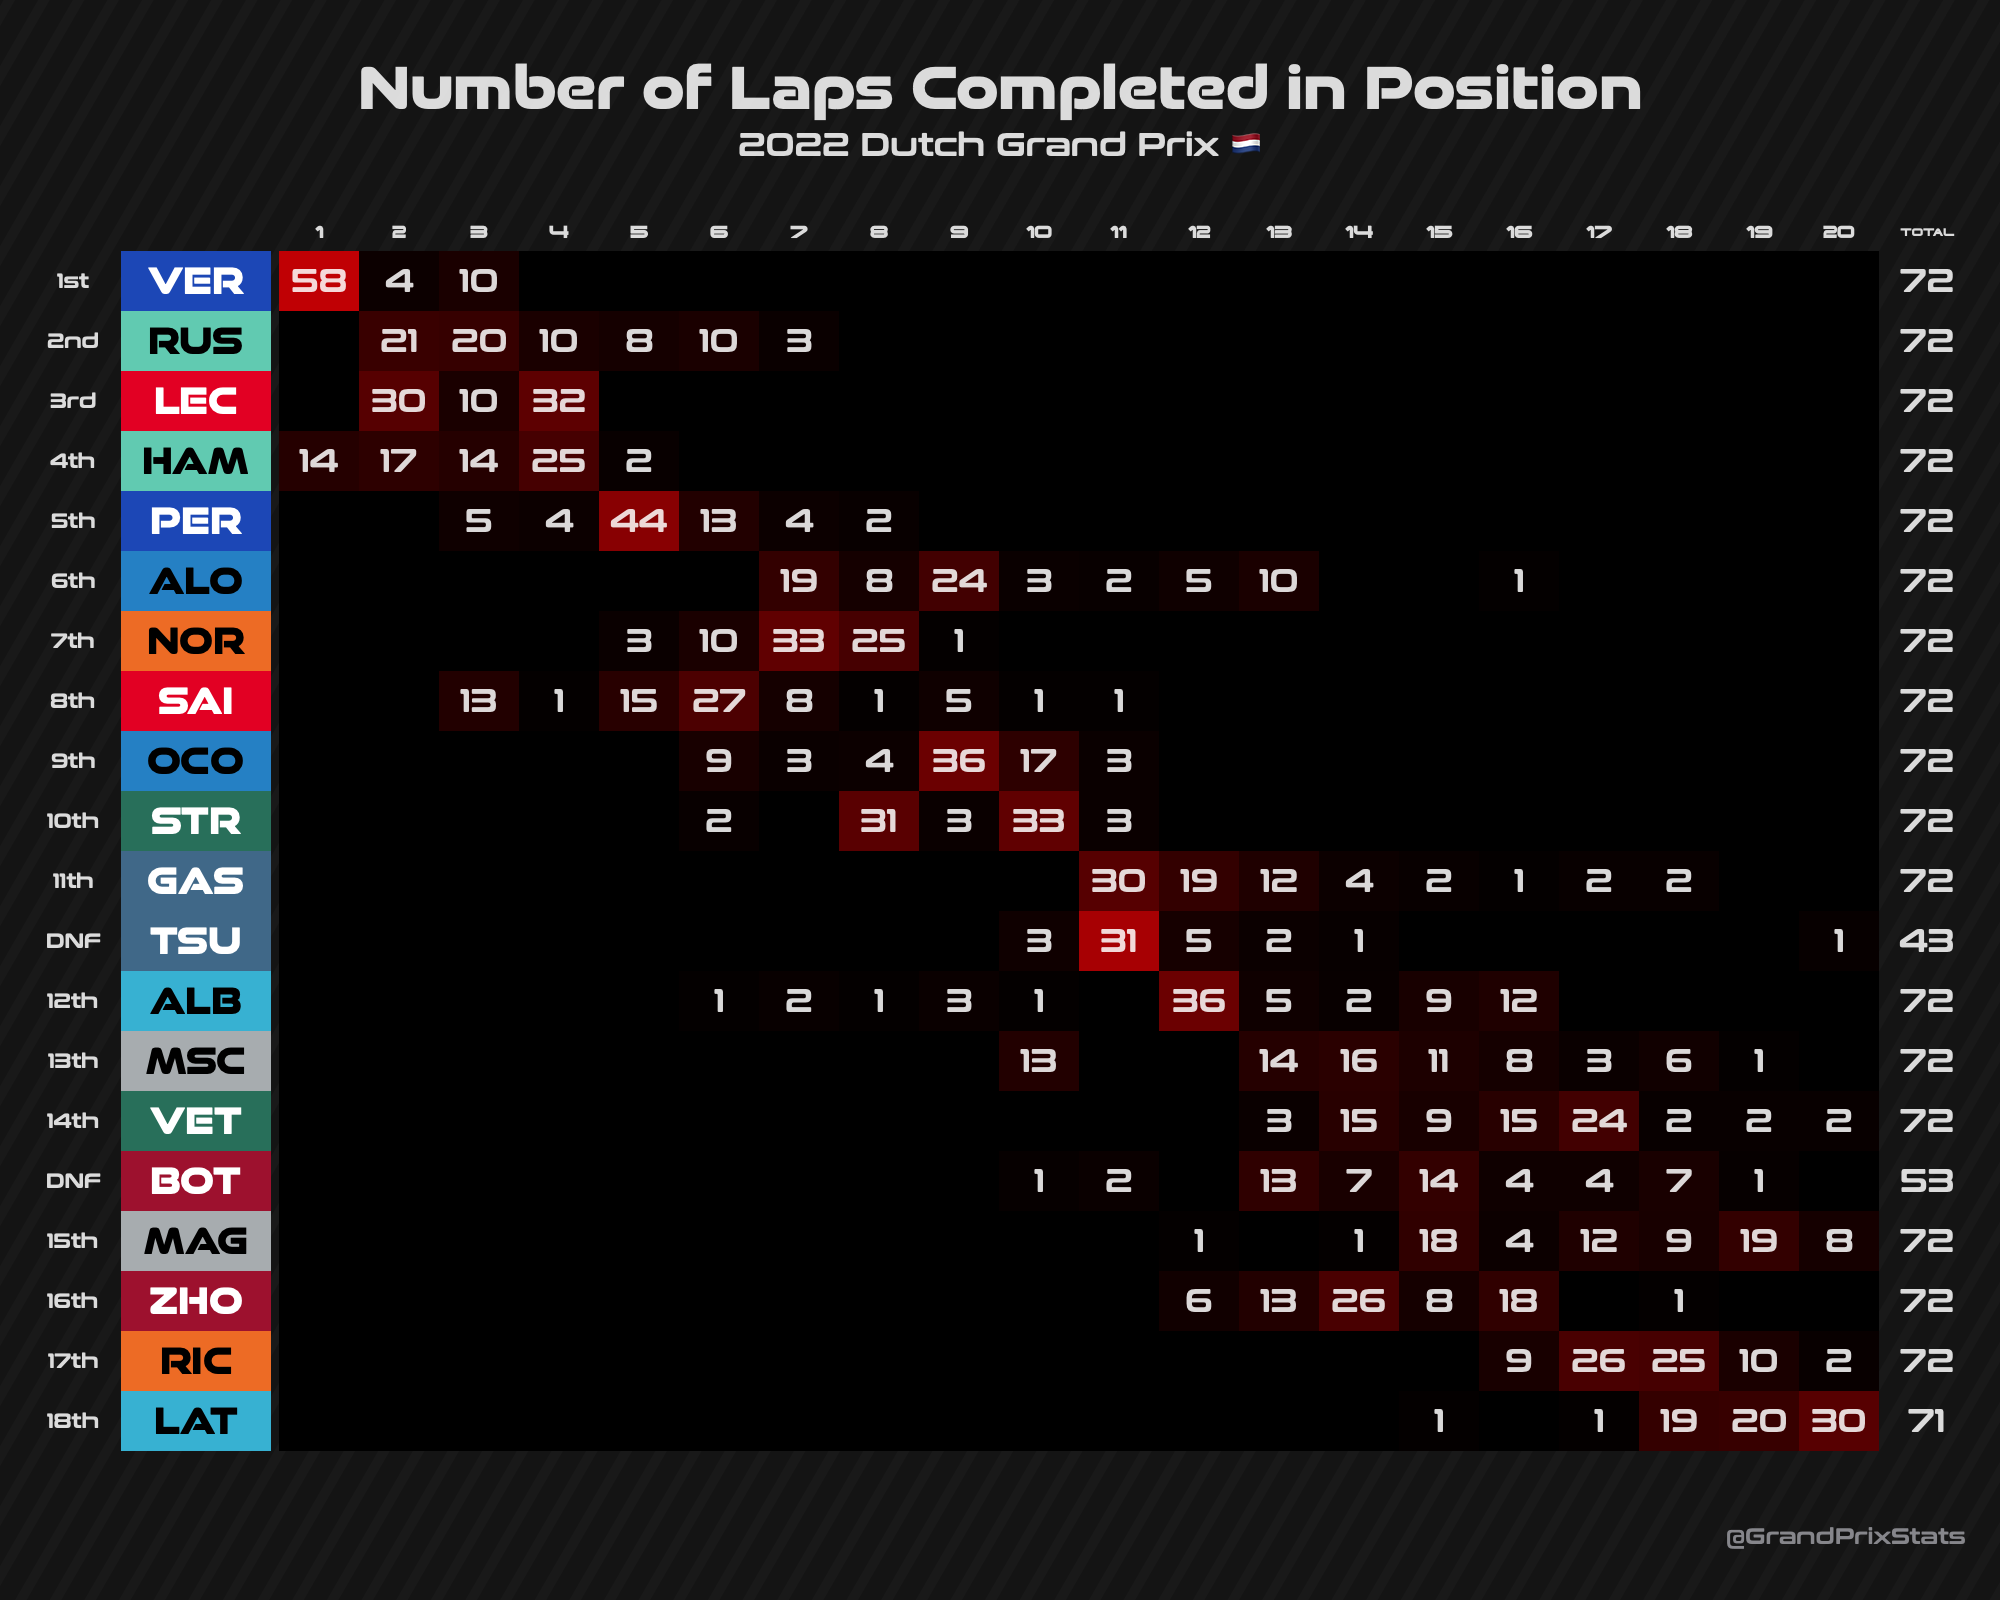 Number of Laps Completed in Position
2022 Dutch Grand Prix 🇳🇱
1 2 3 4 5 6 7 8 9 10 11 12 13 14 15 16 17 18 19 20 TOTAL
1st VER 58 4 10 72
2nd RUS 21 20 10 8 10 3 72
3rd LEC 30 10 32 72
4th HAM 14 17 14 25 2 72
5th PER 5 4 44 13 4 2 72
6th ALO 19 8 24 3 2 5 10 1 72
7th NOR 3 10 33 25 1 72
8th SAI 13 1 15 27 8 1 5 1 1 72
9th OCO 9 3 4 36 17 3 72
10th STR 2 31 3 33 3 72
11th GAS 30 19 12 4 2 1 2 2 72
DNF TSU 3 31 5 2 1 1 43
12th ALB 1 2 1 3 1 36 5 2 9 12 72
13th MSC 13 14 16 11 8 3 6 1 72
14th VET 3 15 9 15 24 2 2 2 72
DNF BOT 1 2 13 7 14 4 4 7 1 53
15th MAG 1 1 18 4 12 9 19 8 72
16th ZHO 6 13 26 8 18 1 72
17th RIC 9 26 25 10 2 72
18th LAT 1 1 19 20 30 71
@GrandPrixStats